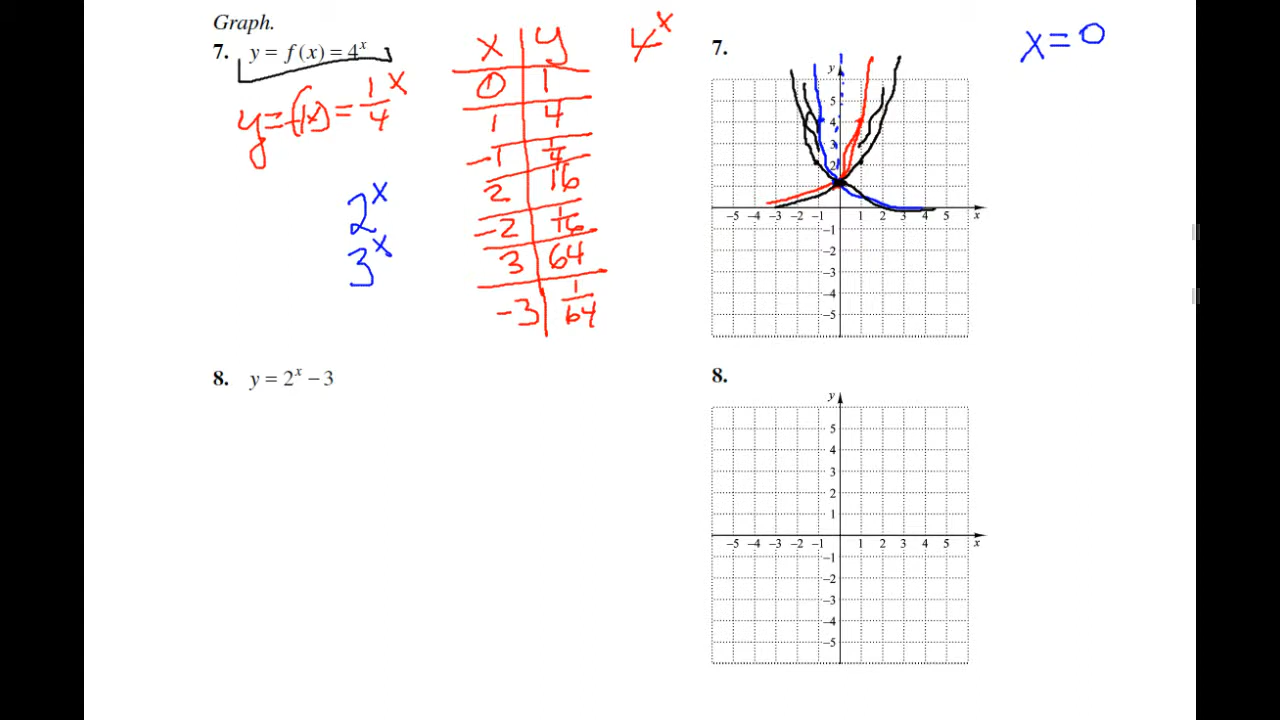 Graph.
7. y = f(x) = 4^x
y = f(x) = 1/4^x
2^x
3^x
x y
0 1
1 4
-1 1/4
2 16
-2 1/16
3 64
-3 1/64
4^x
7.
x = 0
y
5
4
3
2
-5 -4 -3 -2 -1 1 2 3 4 5 x
-1
-2
-3
-4
-5
8. y = 2^x - 3
8.
y
5
4
3
2
1
-5 -4 -3 -2 -1 1 2 3 4 5 x
-1
-2
-3
-4
-5